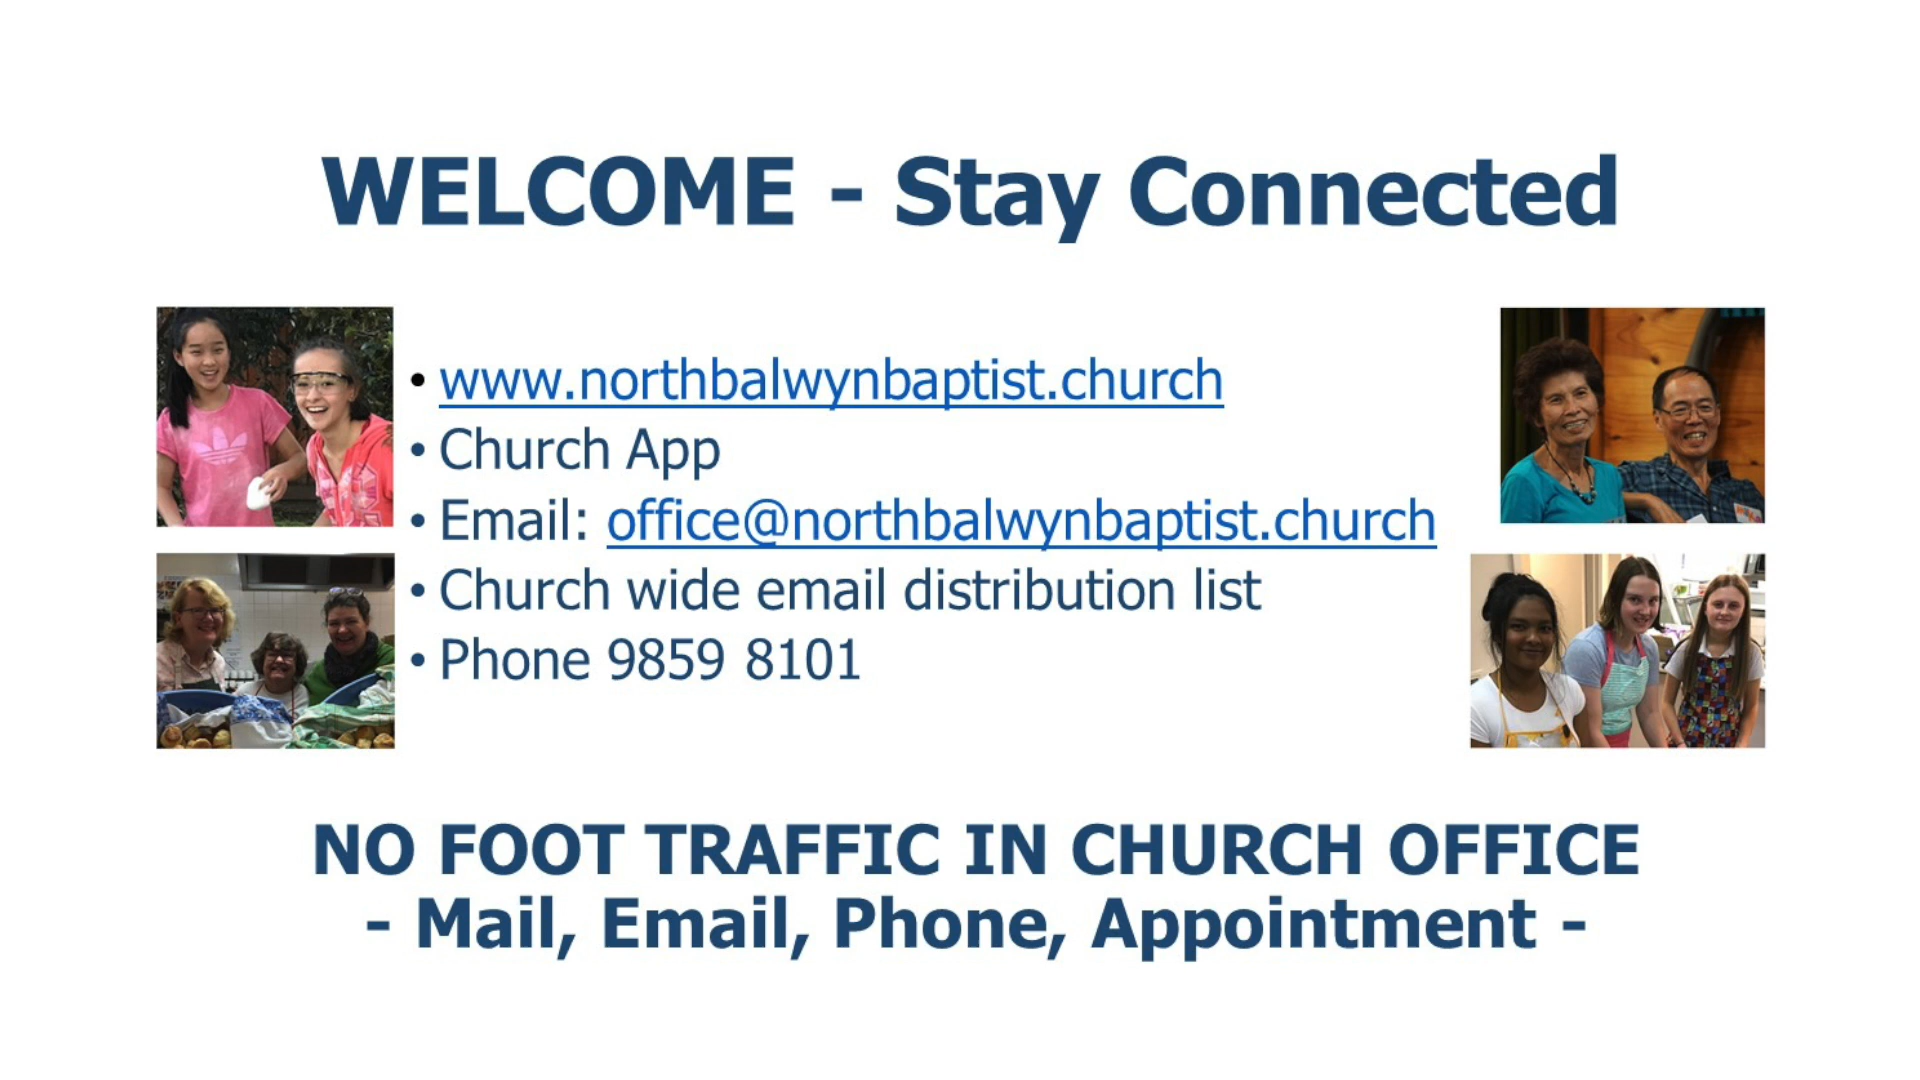 WELCOME - Stay Connected
• www.northbalwynbaptist.church
• Church App
• Email: office@northbalwynbaptist.church
• Church wide email distribution list
• Phone 9859 8101
NO FOOT TRAFFIC IN CHURCH OFFICE
- Mail, Email, Phone, Appointment -